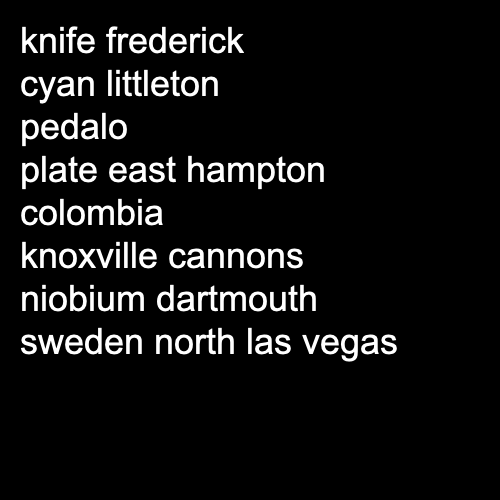 knife frederick
cyan littleton
pedalo
plate east hampton
colombia
knoxville cannons
niobium dartmouth
sweden north las vegas